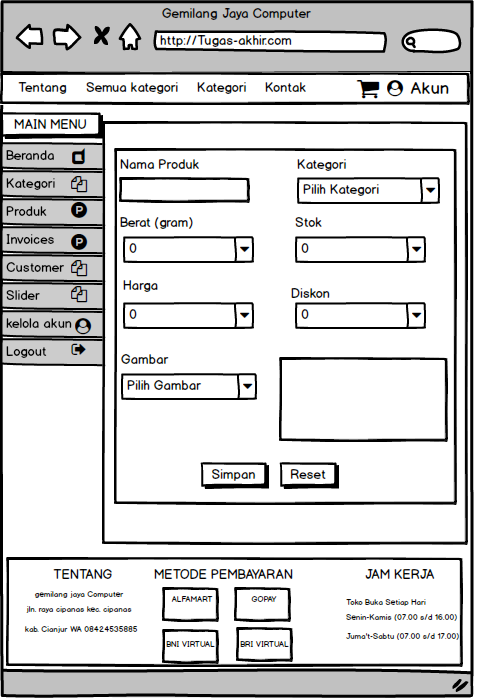 Gemilang Jaya Computer
http://Tugas-akhir.com
Tentang Semua kategori Kategori Kontak Akun
MAIN MENU
Beranda
Kategori
Produk
Invoices
Customer
Slider
kelola akun
Logout
Nama Produk Kategori
Pilih Kategori
Berat (gram) Stok
0 0
Harga Diskon
0 0
Gambar
Pilih Gambar
Simpan Reset
TENTANG
gemilang jaya Computer
jln. raya cipanas kec. cipanas
kab. Cianjur WA 08424535885
METODE PEMBAYARAN
ALFAMART GOPAY
BNI VIRTUAL BRI VIRTUAL
JAM KERJA
Toko Buka Setiap Hari
Senin-Kamis (07.00 s/d 16.00)
Juma't-Sabtu (07.00 s/d 17.00)